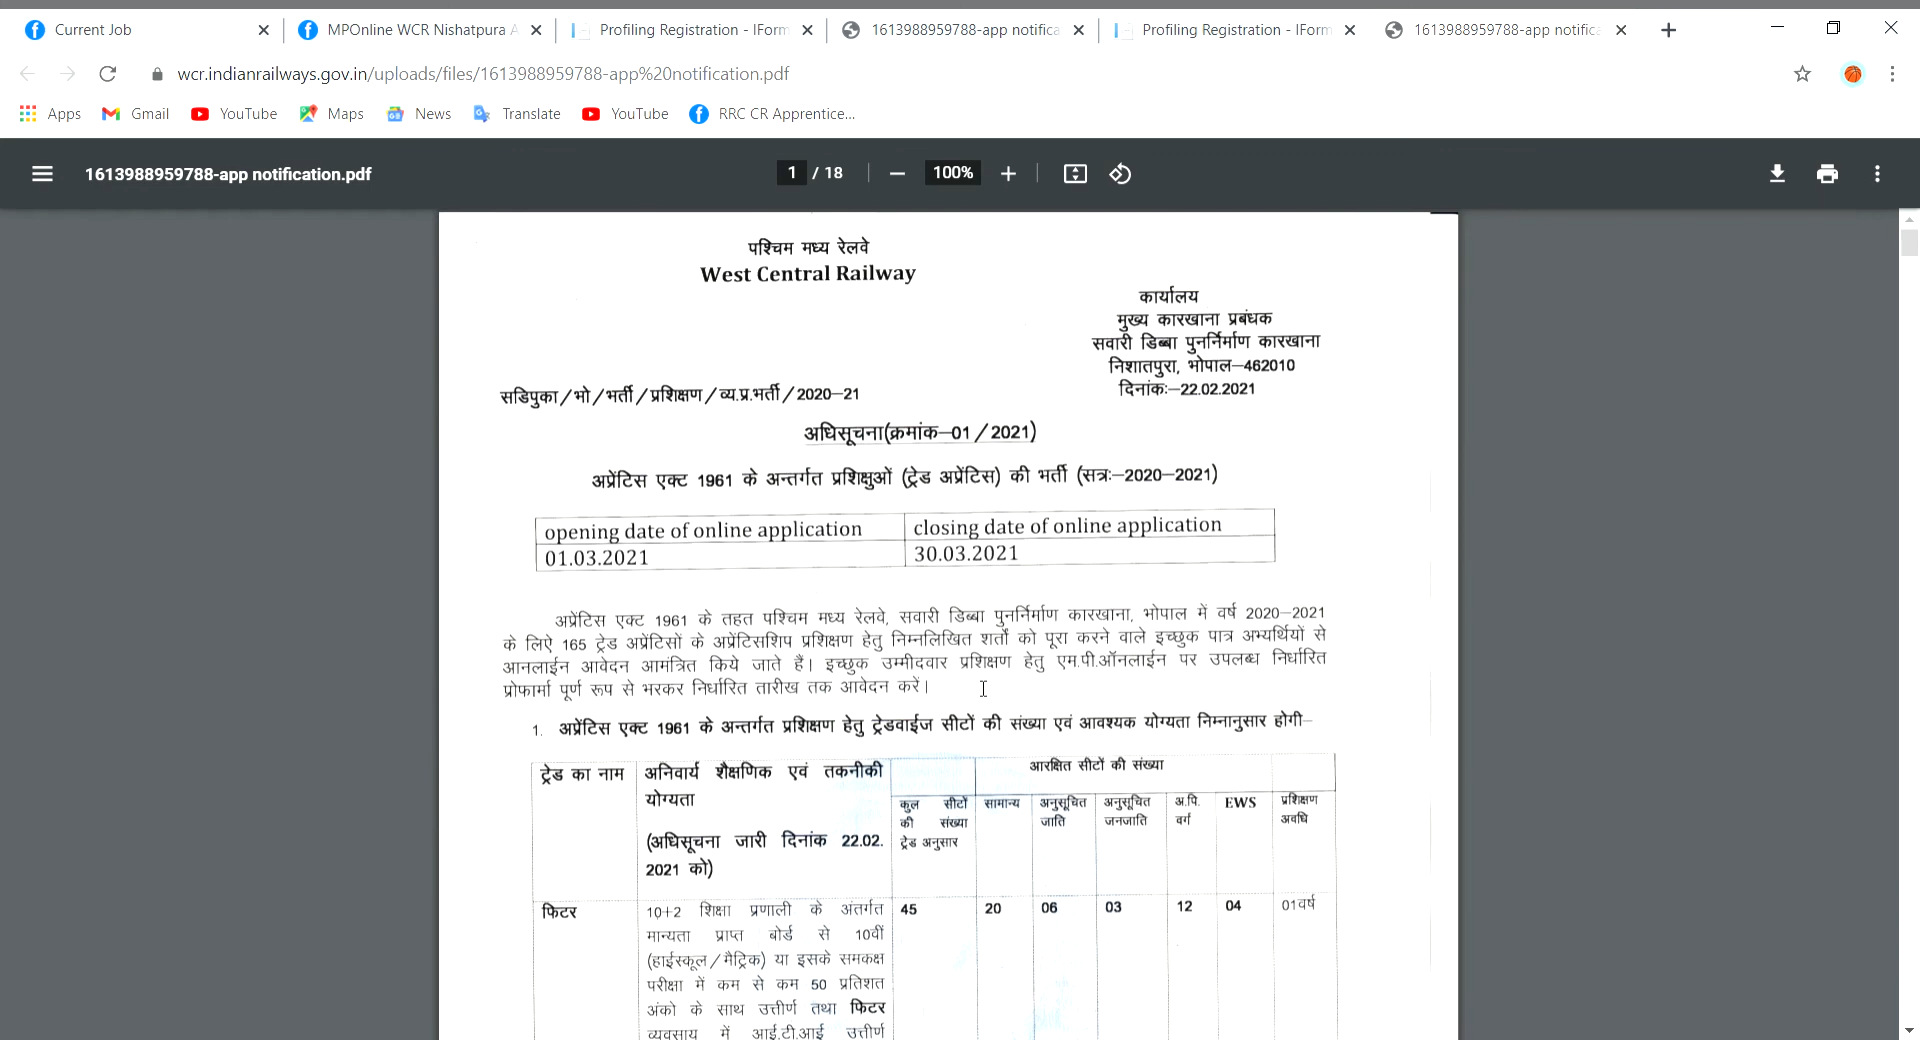 Current Job
MPOnline WCR Nishatpura A
Profiling Registration - IForm
1613988959788-app notifica
Profiling Registration - IForm
1613988959788-app notific
wcr.indianrailways.gov.in/uploads/files/1613988959788-app%20notification.pdf
Apps Gmail YouTube Maps News Translate YouTube RRC CR Apprentice...
1613988959788-app notification.pdf
1 / 18
100%
पश्चिम मध्य रेलवे
West Central Railway
कार्यालय
मुख्य कारखाना प्रबंधक
सवारी डिब्बा पुनर्निर्माण कारखाना
निशातपुरा, भोपाल–462010
दिनांकः–22.02.2021
सडिपुका/भो/भर्ती/प्रशिक्षण/व्य.प्र.भर्ती/2020–21
अधिसूचना(क्रमांक–01/2021)
अप्रेंटिस एक्ट 1961 के अन्तर्गत प्रशिक्षुओं (ट्रेड अप्रेंटिस) की भर्ती (सत्रः–2020–2021)
opening date of online application
closing date of online application
01.03.2021
30.03.2021
अप्रेंटिस एक्ट 1961 के तहत पश्चिम मध्य रेलवे, सवारी डिब्बा पुनर्निर्माण कारखाना, भोपाल में वर्ष 2020–2021
के लिऐ 165 ट्रेड अप्रेंटिसों के अप्रेंटिसशिप प्रशिक्षण हेतु निम्नलिखित शर्तों को पूरा करने वाले इच्छुक पात्र अभ्यर्थियों से
आनलाईन आवेदन आमंत्रित किये जाते हैं। इच्छुक उम्मीदवार प्रशिक्षण हेतु एम.पी.ऑनलाईन पर उपलब्ध निर्धारित
प्रोफार्मा पूर्ण रूप से भरकर निर्धारित तारीख तक आवेदन करें।
1. अप्रेंटिस एक्ट 1961 के अन्तर्गत प्रशिक्षण हेतु ट्रेडवाईज सीटों की संख्या एवं आवश्यक योग्यता निम्नानुसार होगी–
ट्रेड का नाम
अनिवार्य शैक्षणिक एवं तकनीकी
योग्यता
(अधिसूचना जारी दिनांक 22.02.
2021 को)
आरक्षित सीटों की संख्या
कुल सीटों
की संख्या
ट्रेड अनुसार
सामान्य
अनुसूचित
जाति
अनुसूचित
जनजाति
अ.पि.
वर्ग
EWS
प्रशिक्षण
अवधि
फिटर
10+2 शिक्षा प्रणाली के अंतर्गत
मान्यता प्राप्त बोर्ड से 10वीं
(हाईस्कूल/मैट्रिक) या इसके समकक्ष
परीक्षा में कम से कम 50 प्रतिशत
अंको के साथ उत्तीर्ण तथा फिटर
व्यवसाय में आई.टी.आई उत्तीर्ण
45
20
06
03
12
04
01वर्ष